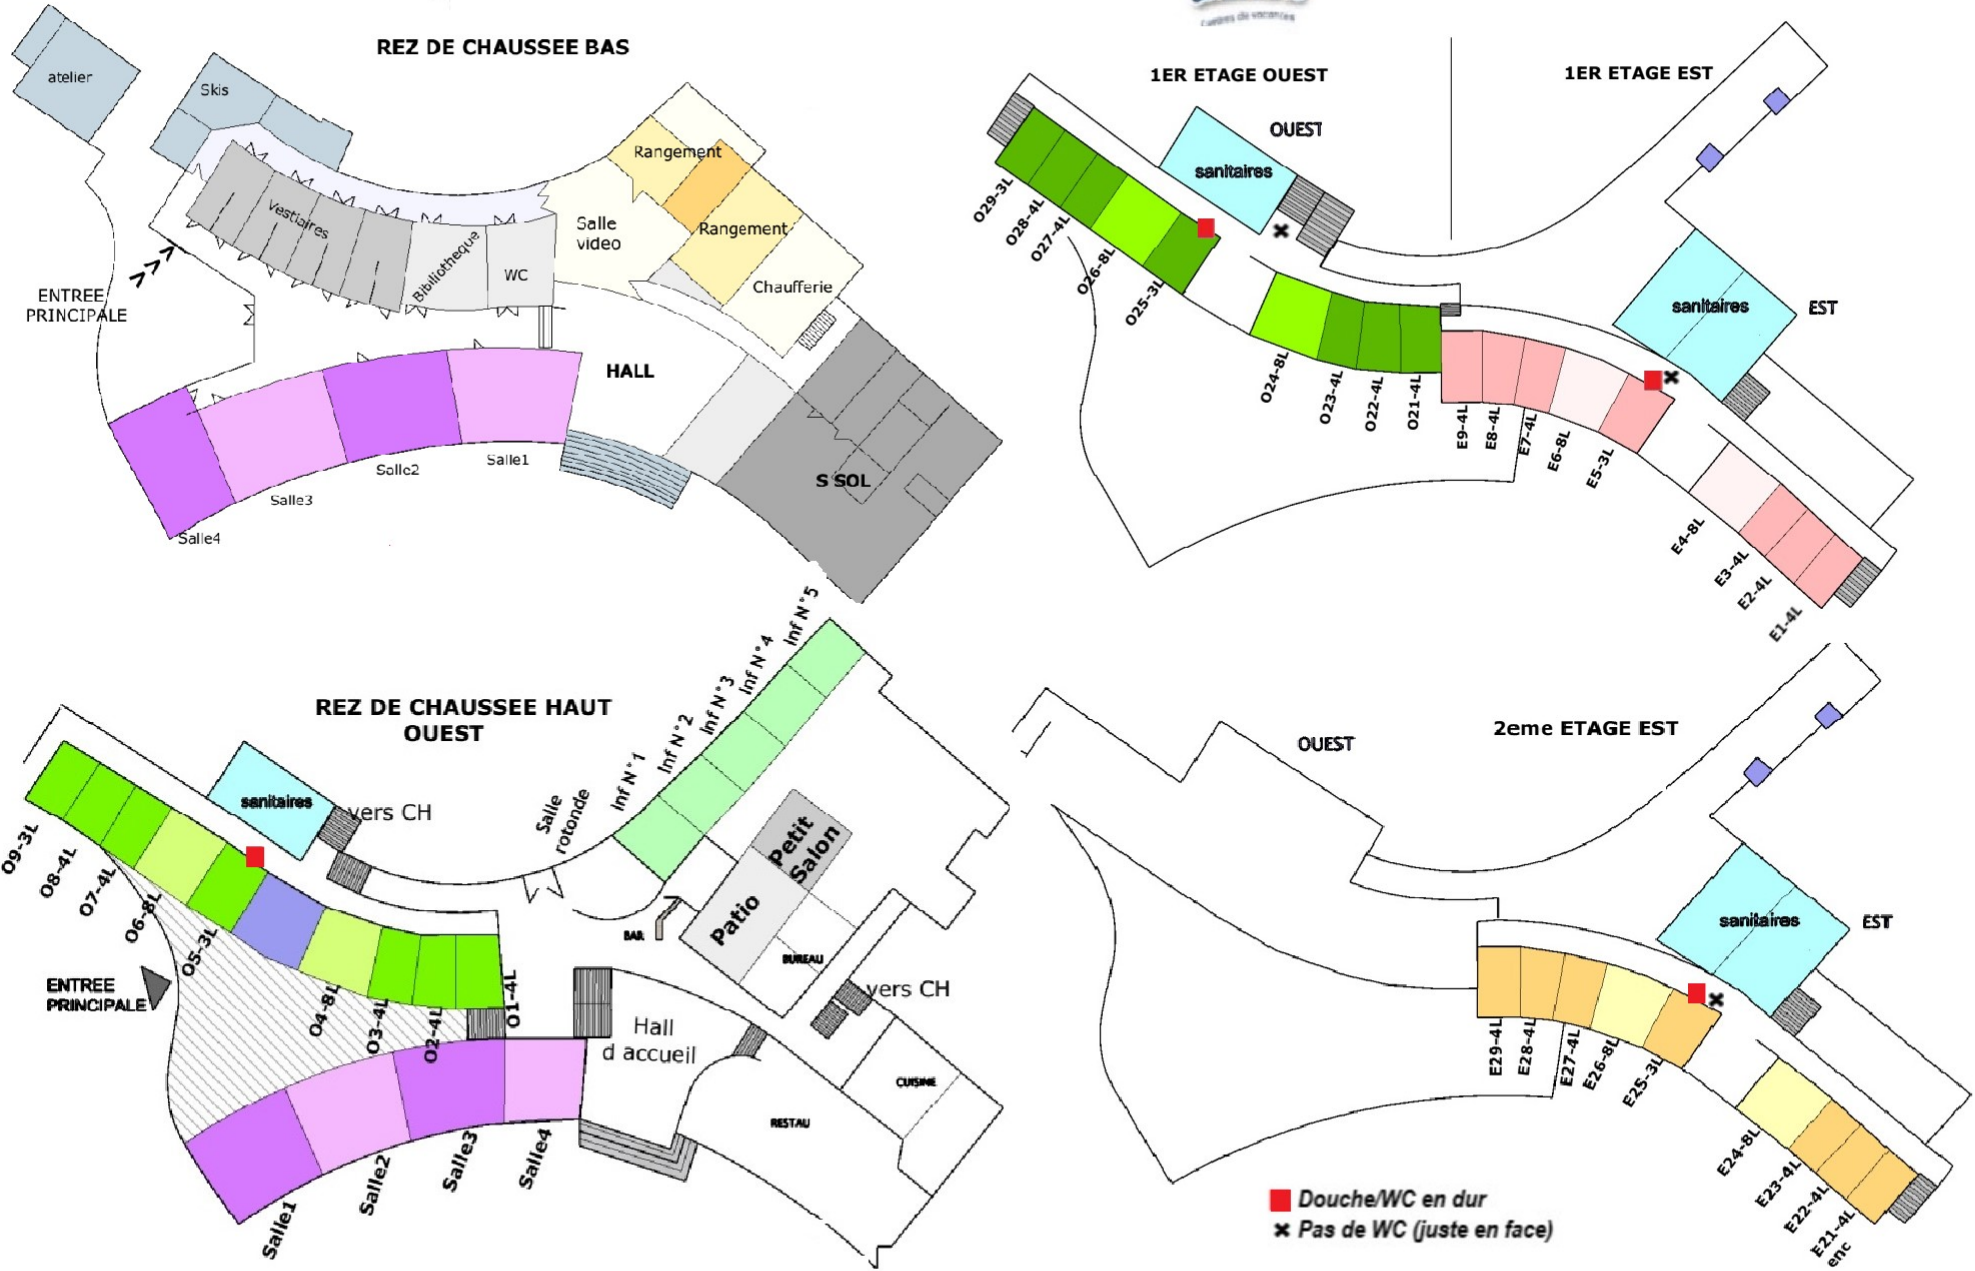 centres de vacances
REZ DE CHAUSSEE BAS
atelier
Skis
Vestiaires
Bibliotheque
WC
Salle
video
Rangement
Rangement
Chaufferie
ENTREE
PRINCIPALE
HALL
S SOL
Salle4
Salle3
Salle2
Salle1
1ER ETAGE OUEST
1ER ETAGE EST
OUEST
sanitaires
O29-3L
O28-4L
O27-4L
O26-8L
O25-3L
O24-8L
O23-4L
O22-4L
O21-4L
E9-4L
E8-4L
E7-4L
E6-8L
E5-3L
E4-8L
E3-4L
E2-4L
E1-4L
sanitaires
EST
REZ DE CHAUSSEE HAUT
OUEST
sanitaires
vers CH
Salle
rotonde
Inf N°1
Inf N°2
Inf N°3
Inf N°4
Inf N°5
O9-3L
O8-4L
O7-4L
O6-8L
O5-3L
O4-8L
O3-4L
O2-4L
O1-4L
ENTREE
PRINCIPALE
BAR
Patio
Petit
Salon
BUREAU
vers CH
Hall
d accueil
CUISINE
RESTAU
Salle1
Salle2
Salle3
Salle4
2eme ETAGE EST
OUEST
sanitaires
EST
E29-4L
E28-4L
E27-4L
E26-8L
E25-3L
E24-8L
E23-4L
E22-4L
E21-4L
enc
Douche/WC en dur
Pas de WC (juste en face)